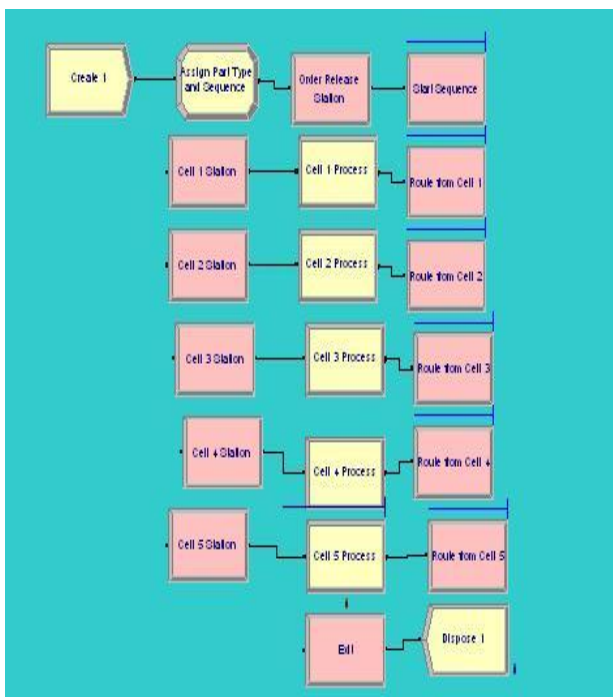 Create 1
Assign Part Type
and Sequence
Order Release
Station
Start Sequence
Cell 1 Station
Cell 1 Process
Route from Cell 1
Cell 2 Station
Cell 2 Process
Route from Cell 2
Cell 3 Station
Cell 3 Process
Route from Cell 3
Cell 4 Station
Cell 4 Process
Route from Cell 4
Cell 5 Station
Cell 5 Process
Route from Cell 5
Exit
Dispose 1